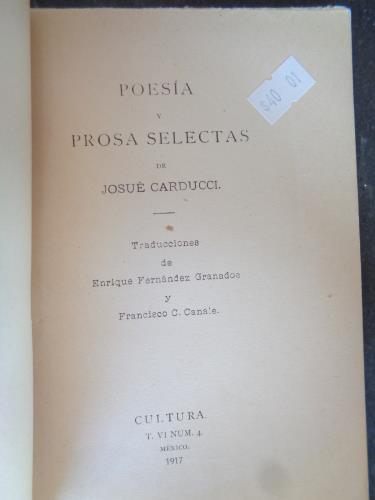 POESÍA
Y
PROSA SELECTAS
DE
JOSUÉ CARDUCCI.
Traducciones
de
Enrique Fernández Granados
y
Francisco C. Canale.
CULTURA
T. VI NUM. 4.
MÉXICO.
1917
$40 01